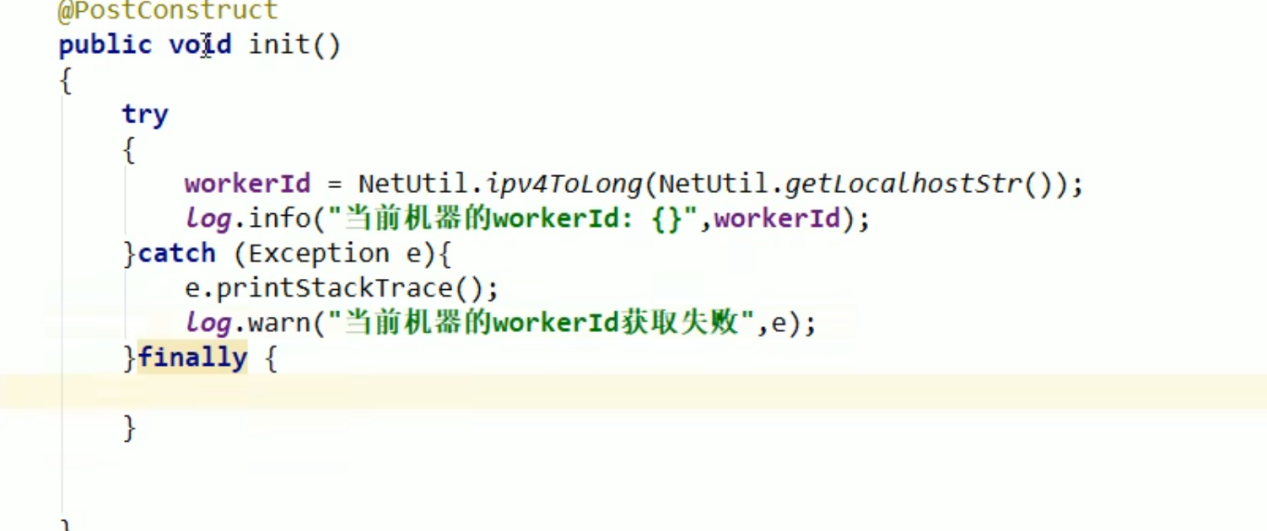 @PostConstruct
public void init()
{
try
{
workerId = NetUtil.ipv4ToLong(NetUtil.getLocalhostStr());
log.info("当前机器的workerId: {}",workerId);
}catch (Exception e){
e.printStackTrace();
log.warn("当前机器的workerId获取失败",e);
}finally {
}
}